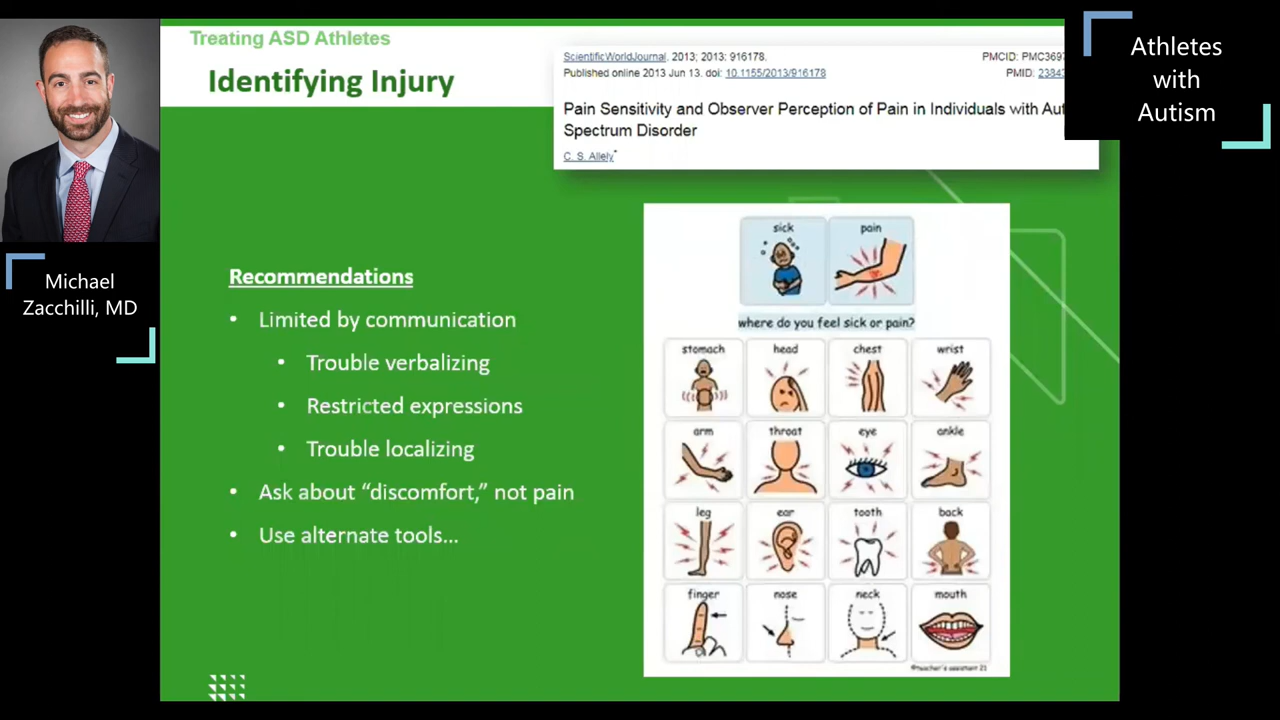 Treating ASD Athletes
Identifying Injury
ScientificWorldJournal. 2013; 2013: 916178.
Published online 2013 Jun 13. doi: 10.1155/2013/916178
PMCID: PMC369
PMID: 2384
Pain Sensitivity and Observer Perception of Pain in Individuals with Aut
Spectrum Disorder
C. S. Allely*
Athletes
with
Autism
Michael
Zacchilli, MD
Recommendations
• Limited by communication
• Trouble verbalizing
• Restricted expressions
• Trouble localizing
• Ask about “discomfort,” not pain
• Use alternate tools...
sick pain
where do you feel sick or pain?
stomach head chest wrist
arm throat eye ankle
leg ear tooth back
finger nose neck mouth
©teacher's assistant 21